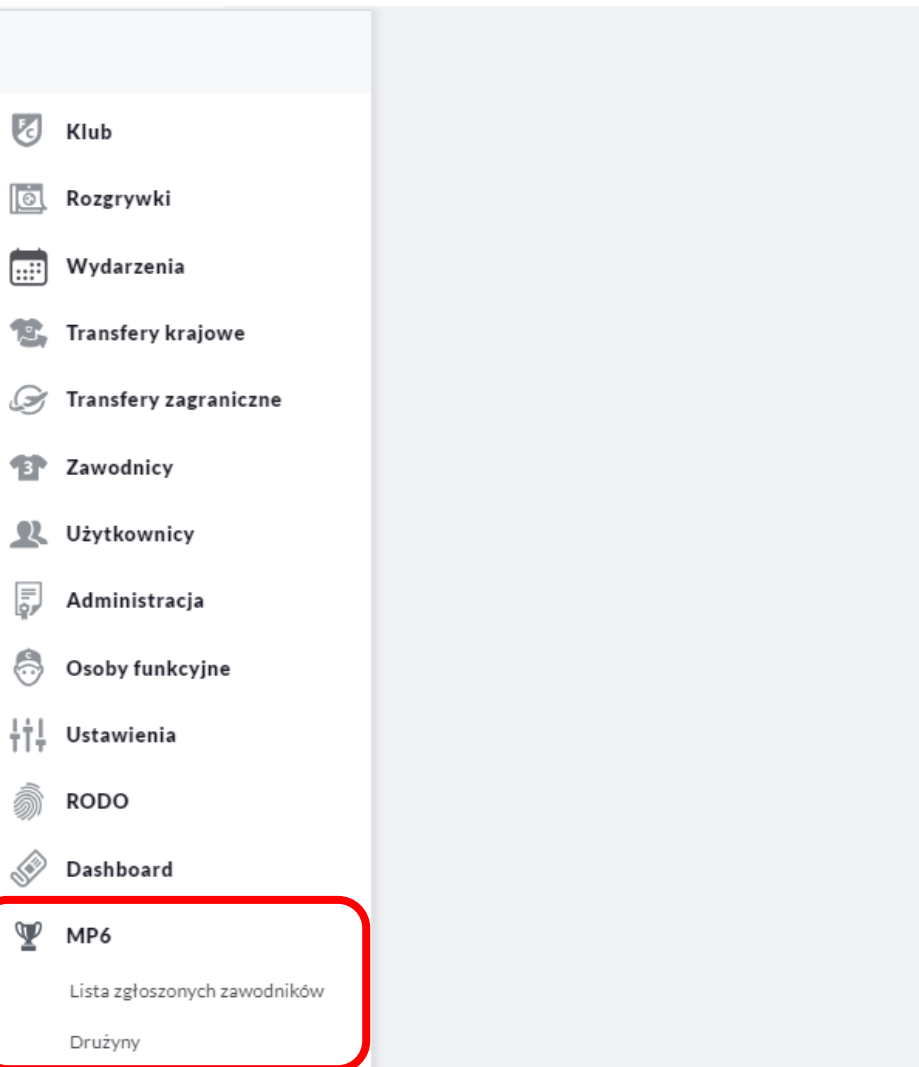 Klub
Rozgrywki
Wydarzenia
Transfery krajowe
Transfery zagraniczne
3
Zawodnicy
Użytkownicy
Administracja
Osoby funkcyjne
Ustawienia
RODO
Dashboard
MP6
Lista zgłoszonych zawodników
Drużyny